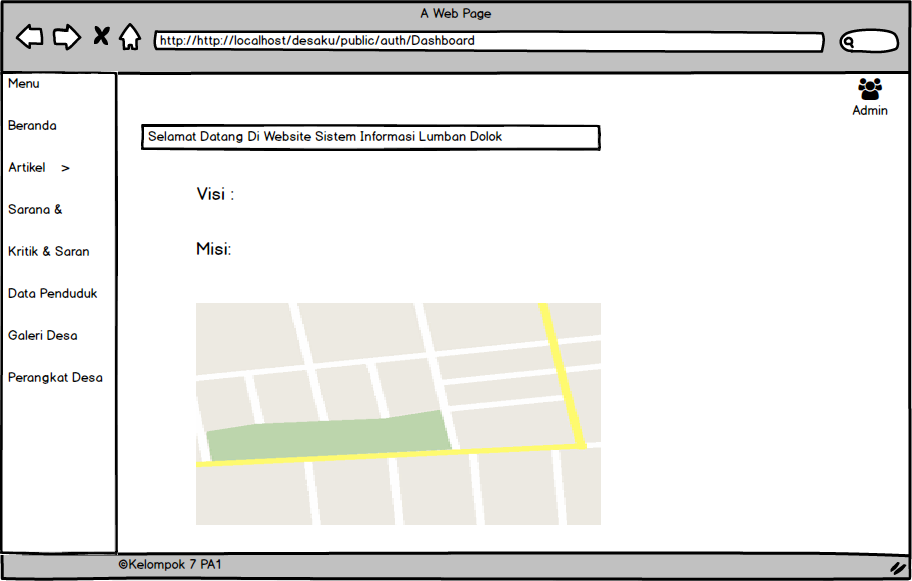 A Web Page
http://http://localhost/desaku/public/auth/Dashboard
Menu
Admin
Beranda
Selamat Datang Di Website Sistem Informasi Lumban Dolok
Artikel >
Visi :
Sarana &
Misi:
Kritik & Saran
Data Penduduk
Galeri Desa
Perangkat Desa
©Kelompok 7 PA1